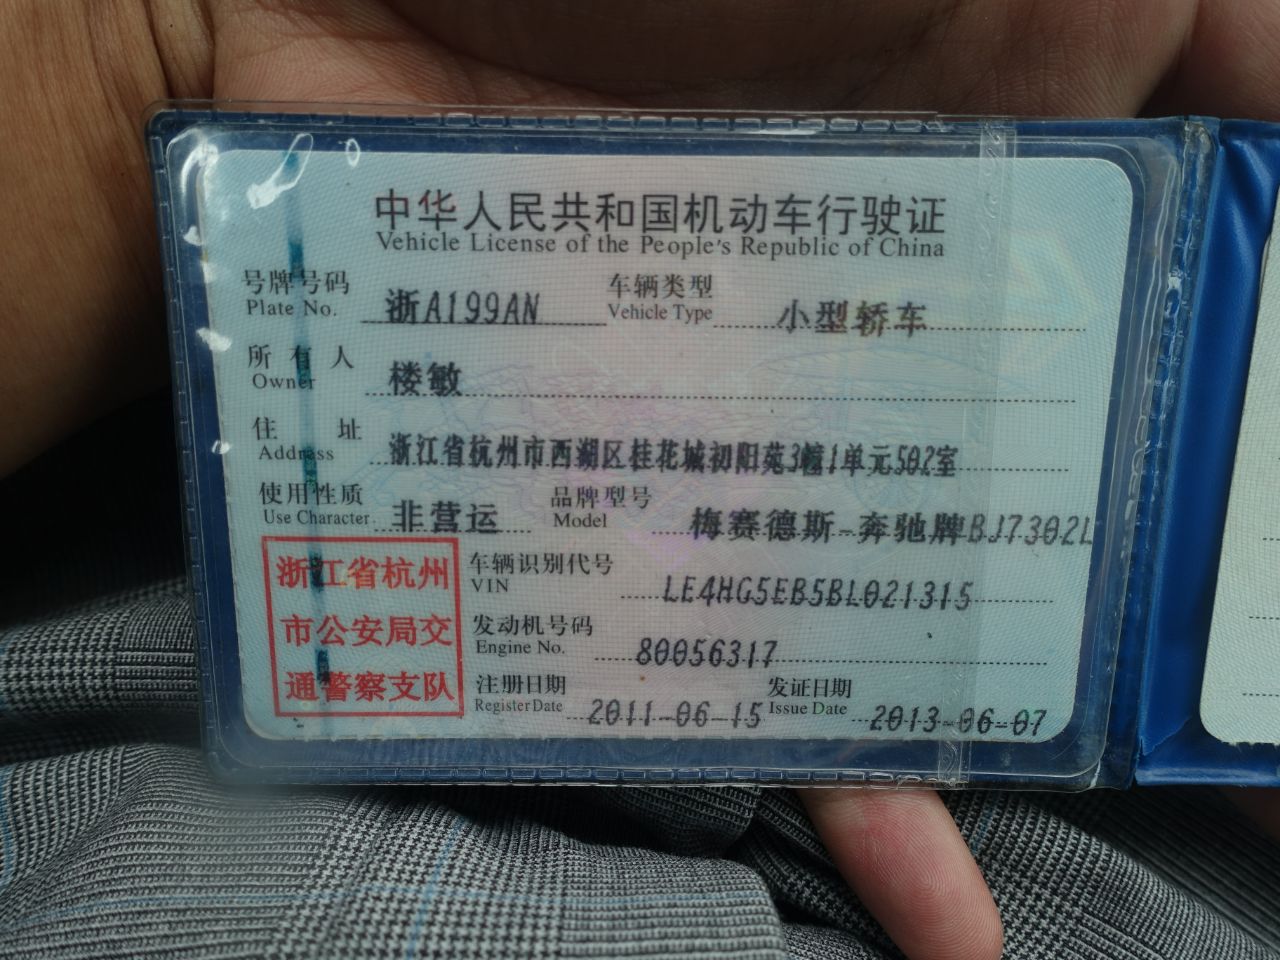 中华人民共和国机动车行驶证
Vehicle License of the People's Republic of China
号牌号码 浙A199AN 车辆类型 小型轿车
Plate No. Vehicle Type
所有人 楼敏
Owner
住址 浙江省杭州市西湖区桂花城初阳苑3幢1单元502室
Address
使用性质 非营运 品牌型号 梅赛德斯-奔驰牌BJ7302L
Use Character Model
浙江省杭州
市公安局交
通警察支队
车辆识别代号 LE4HG5EB5BL021315
VIN
发动机号码 80056317
Engine No.
注册日期 2011-06-15 发证日期 2013-06-07
Register Date Issue Date